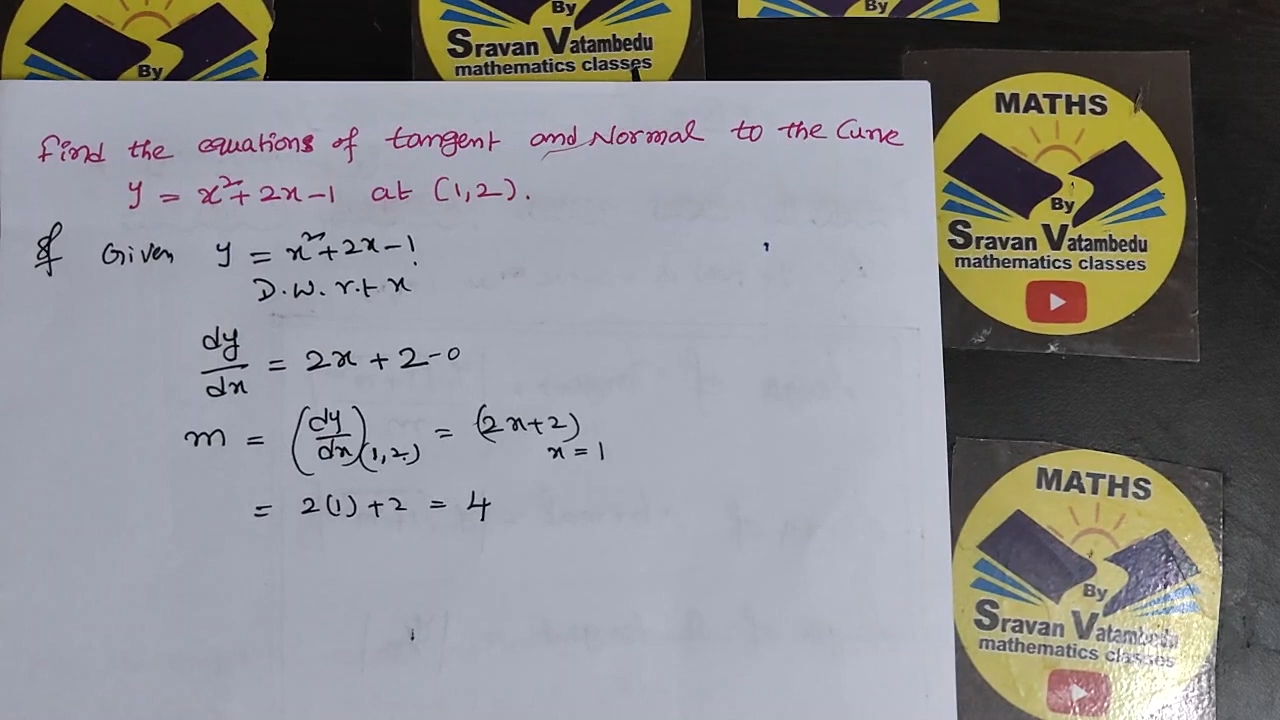 By
By
Sravan Vatambedu
mathematics classes
By
Find the equations of tangent and Normal to the Curve
y = x²+2x-1 at (1,2).
Given y = x²+2x-1
D.W.r.t x
dy/dx = 2x+2-0
m = (dy/dx)(1,2) = (2x+2) x=1
= 2(1)+2 = 4
MATHS
By
Sravan Vatambedu
mathematics classes
MATHS
By
Sravan Vatambedu
mathematics classes